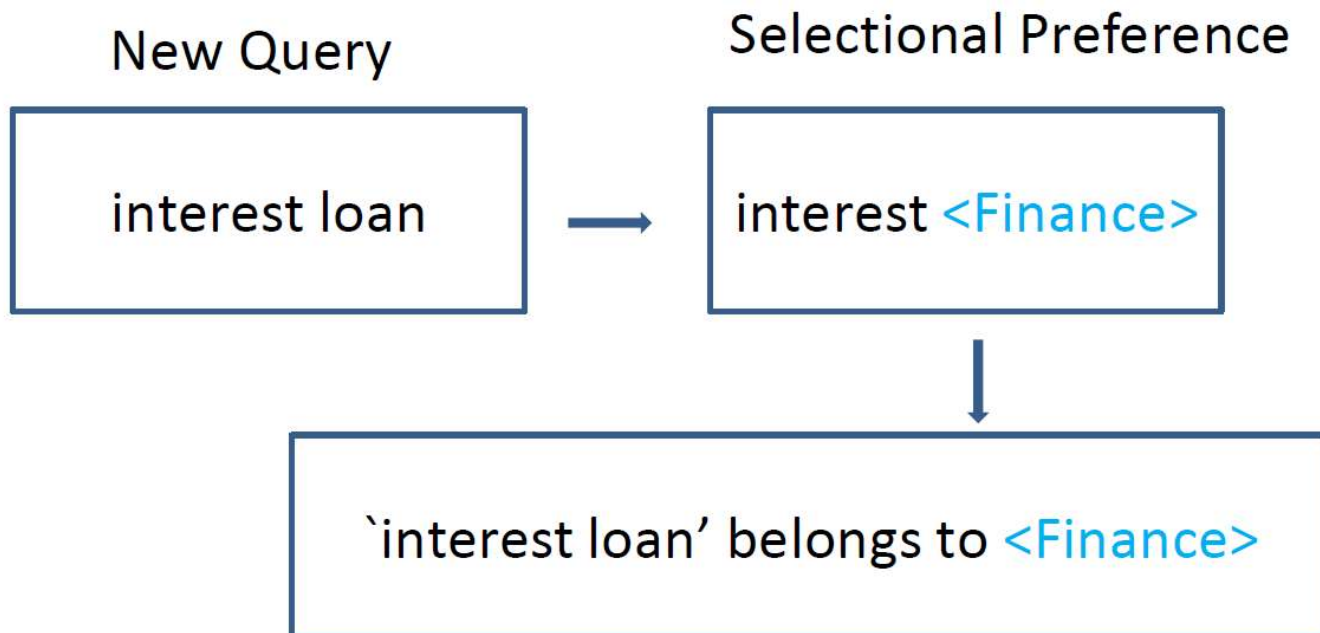 New Query
Selectional Preference
interest loan
interest <Finance>
`interest loan’ belongs to <Finance>